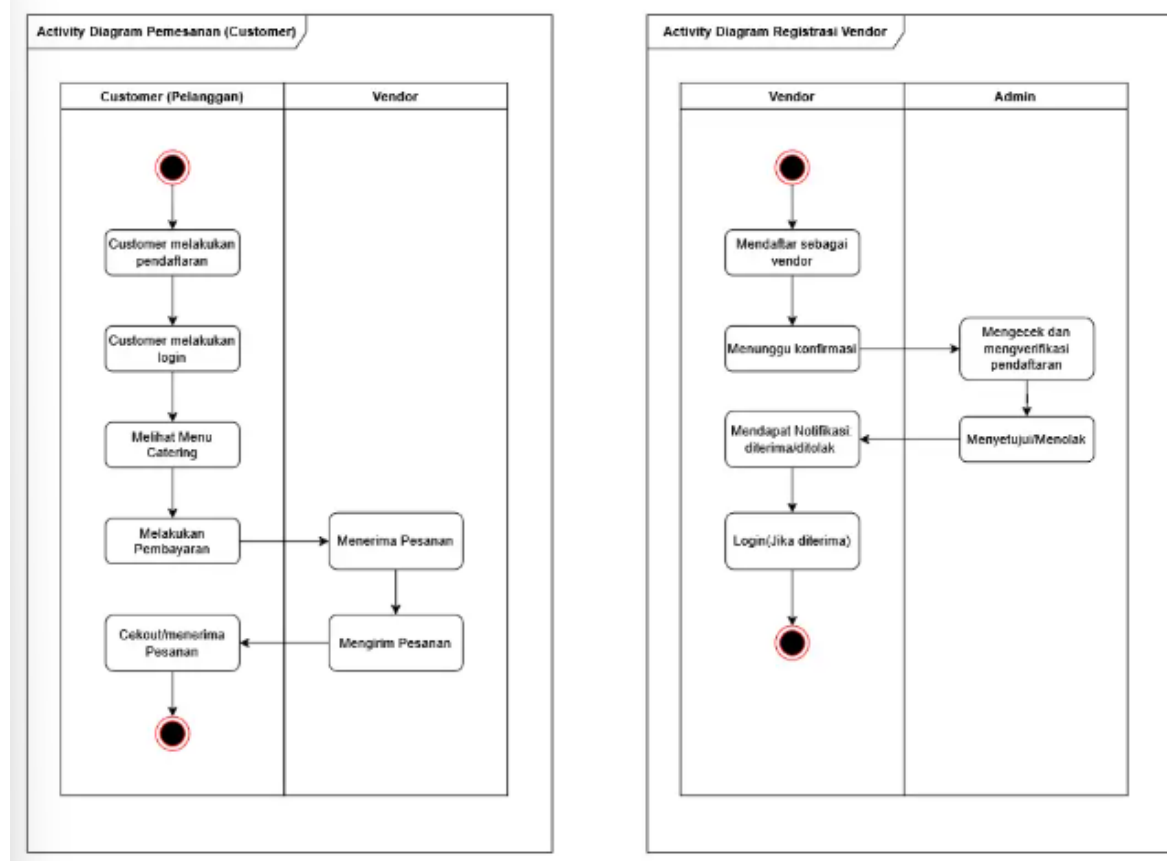 Activity Diagram Pemesanan (Customer)
Customer (Pelanggan)
Vendor
Customer melakukan
pendaftaran
Customer melakukan
login
Melihat Menu
Catering
Melakukan
Pembayaran
Menerima Pesanan
Mengirim Pesanan
Cekout/menerima
Pesanan
Activity Diagram Registrasi Vendor
Vendor
Admin
Mendaftar sebagai
vendor
Menunggu konfirmasi
Mengecek dan
mengverifikasi
pendaftaran
Menyetujui/Menolak
Mendapat Notifikasi:
diterima/ditolak
Login(Jika diterima)